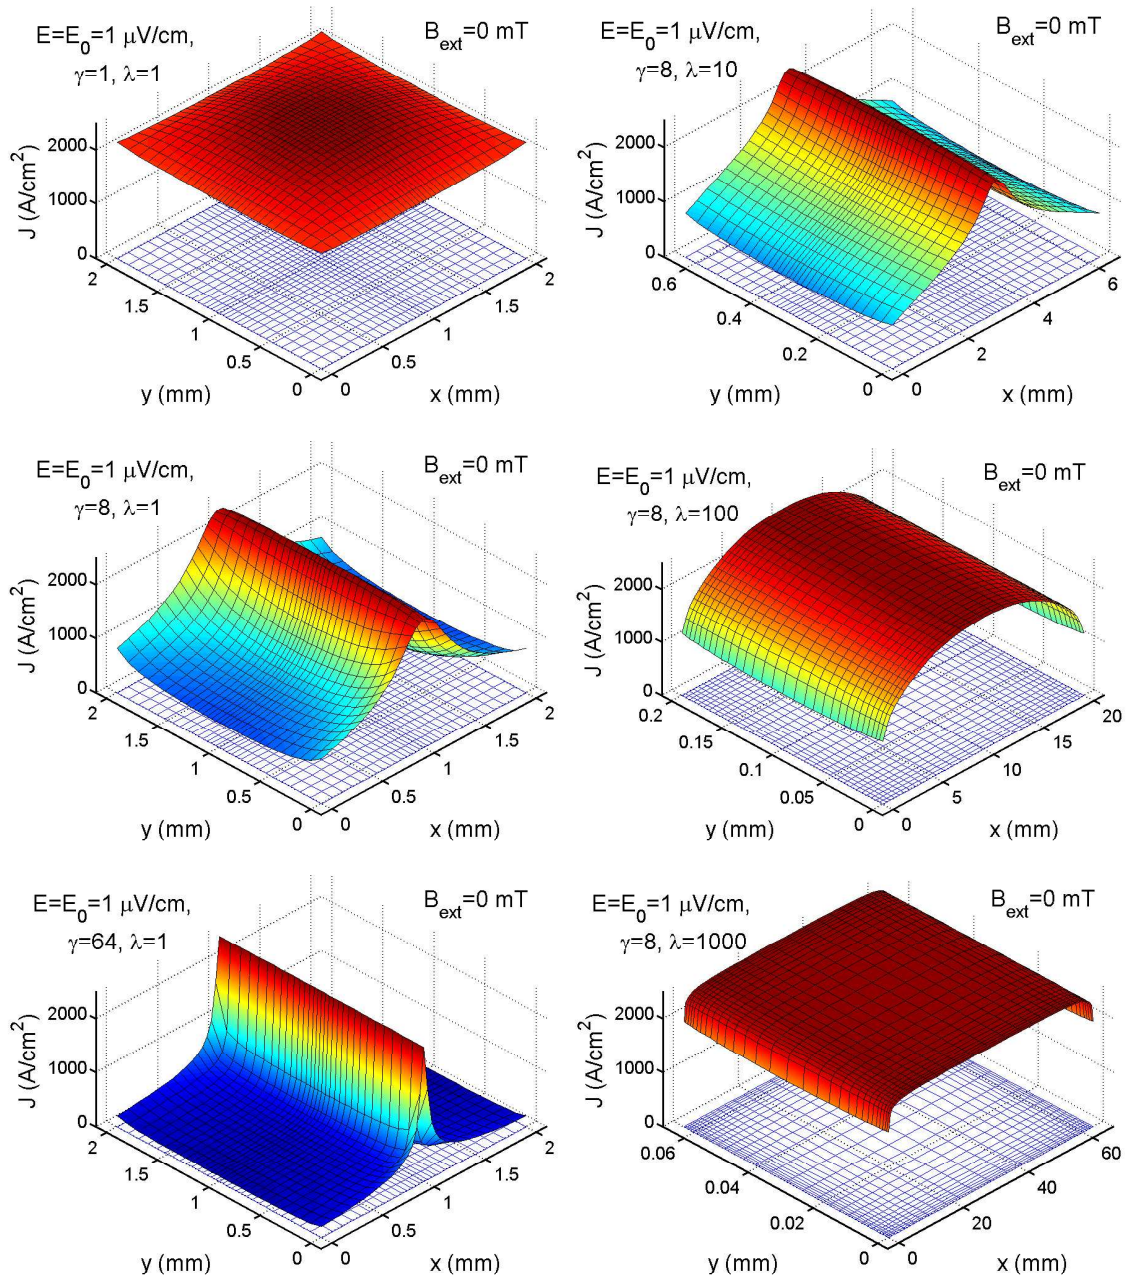 E=E0=1 μV/cm,
γ=1, λ=1
Bext=0 mT
J (A/cm2)
2000
1000
0
2
1.5
1
0.5
0
y (mm)
0
0.5
1
1.5
2
x (mm)
E=E0=1 μV/cm,
γ=8, λ=10
Bext=0 mT
J (A/cm2)
2000
1000
0
0.6
0.4
0.2
0
y (mm)
0
2
4
6
x (mm)
E=E0=1 μV/cm,
γ=8, λ=1
Bext=0 mT
J (A/cm2)
2000
1000
0
2
1.5
1
0.5
0
y (mm)
0
0.5
1
1.5
2
x (mm)
E=E0=1 μV/cm,
γ=8, λ=100
Bext=0 mT
J (A/cm2)
2000
1000
0
0.2
0.15
0.1
0.05
0
y (mm)
0
5
10
15
20
x (mm)
E=E0=1 μV/cm,
γ=64, λ=1
Bext=0 mT
J (A/cm2)
2000
1000
0
2
1.5
1
0.5
0
y (mm)
0
0.5
1
1.5
2
x (mm)
E=E0=1 μV/cm,
γ=8, λ=1000
Bext=0 mT
J (A/cm2)
2000
1000
0
0.06
0.04
0.02
0
y (mm)
0
20
40
60
x (mm)